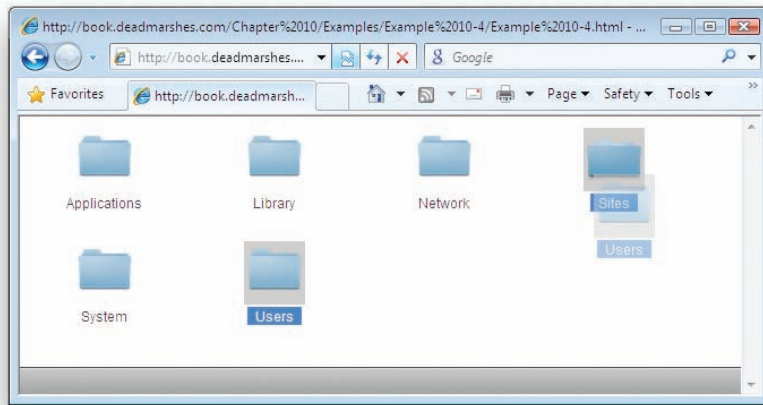 http://book.deadmarshes.com/Chapter%2010/Examples/Example%2010-4/Example%2010-4.html - ...
http://book.deadmarshes.... Google
Favorites http://book.deadmarsh... Page Safety Tools »
Applications Library Network Sites
Users
System Users